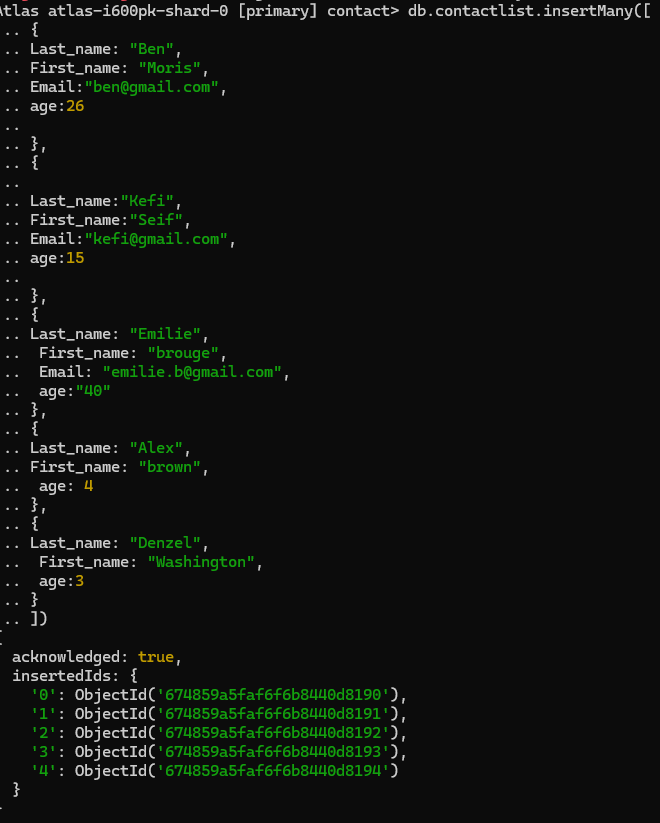 Atlas atlas-i600pk-shard-0 [primary] contact> db.contactlist.insertMany([
.. {
.. Last_name: "Ben",
.. First_name: "Moris",
.. Email:"ben@gmail.com",
.. age:26
..
.. },
.. {
..
.. Last_name:"Kefi",
.. First_name:"Seif",
.. Email:"kefi@gmail.com",
.. age:15
..
.. },
.. {
.. Last_name: "Emilie",
..  First_name: "brouge",
..  Email: "emilie.b@gmail.com",
..  age:"40"
.. },
.. {
.. Last_name: "Alex",
.. First_name: "brown",
..  age: 4
.. },
.. {
.. Last_name: "Denzel",
..  First_name: "Washington",
..  age:3
.. }
.. ])
{
acknowledged: true,
insertedIds: {
'0': ObjectId('674859a5faf6f6b8440d8190'),
'1': ObjectId('674859a5faf6f6b8440d8191'),
'2': ObjectId('674859a5faf6f6b8440d8192'),
'3': ObjectId('674859a5faf6f6b8440d8193'),
'4': ObjectId('674859a5faf6f6b8440d8194')
}